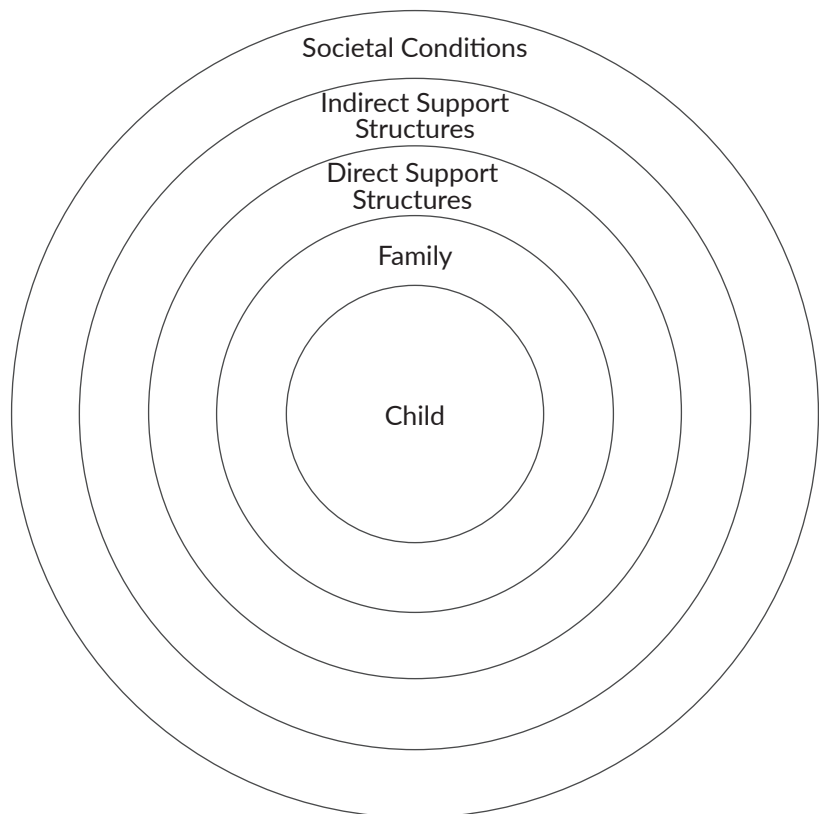 Societal Conditions
Indirect Support
Structures
Direct Support
Structures
Family
Child